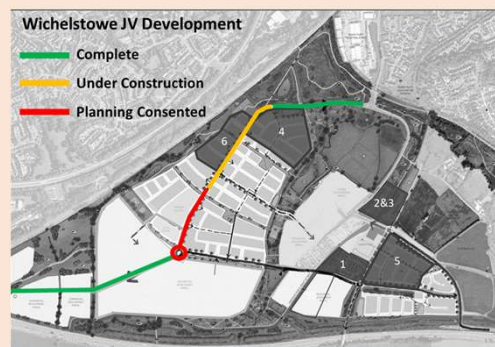 Wichelstowe JV Development
Complete
Under Construction
Planning Consented
6
4
2&3
1
5